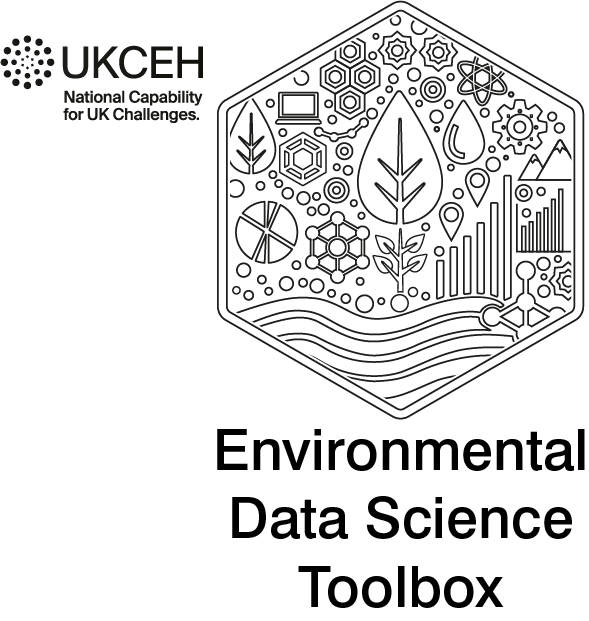 UKCEH
National Capability
for UK Challenges.
Environmental
Data Science
Toolbox